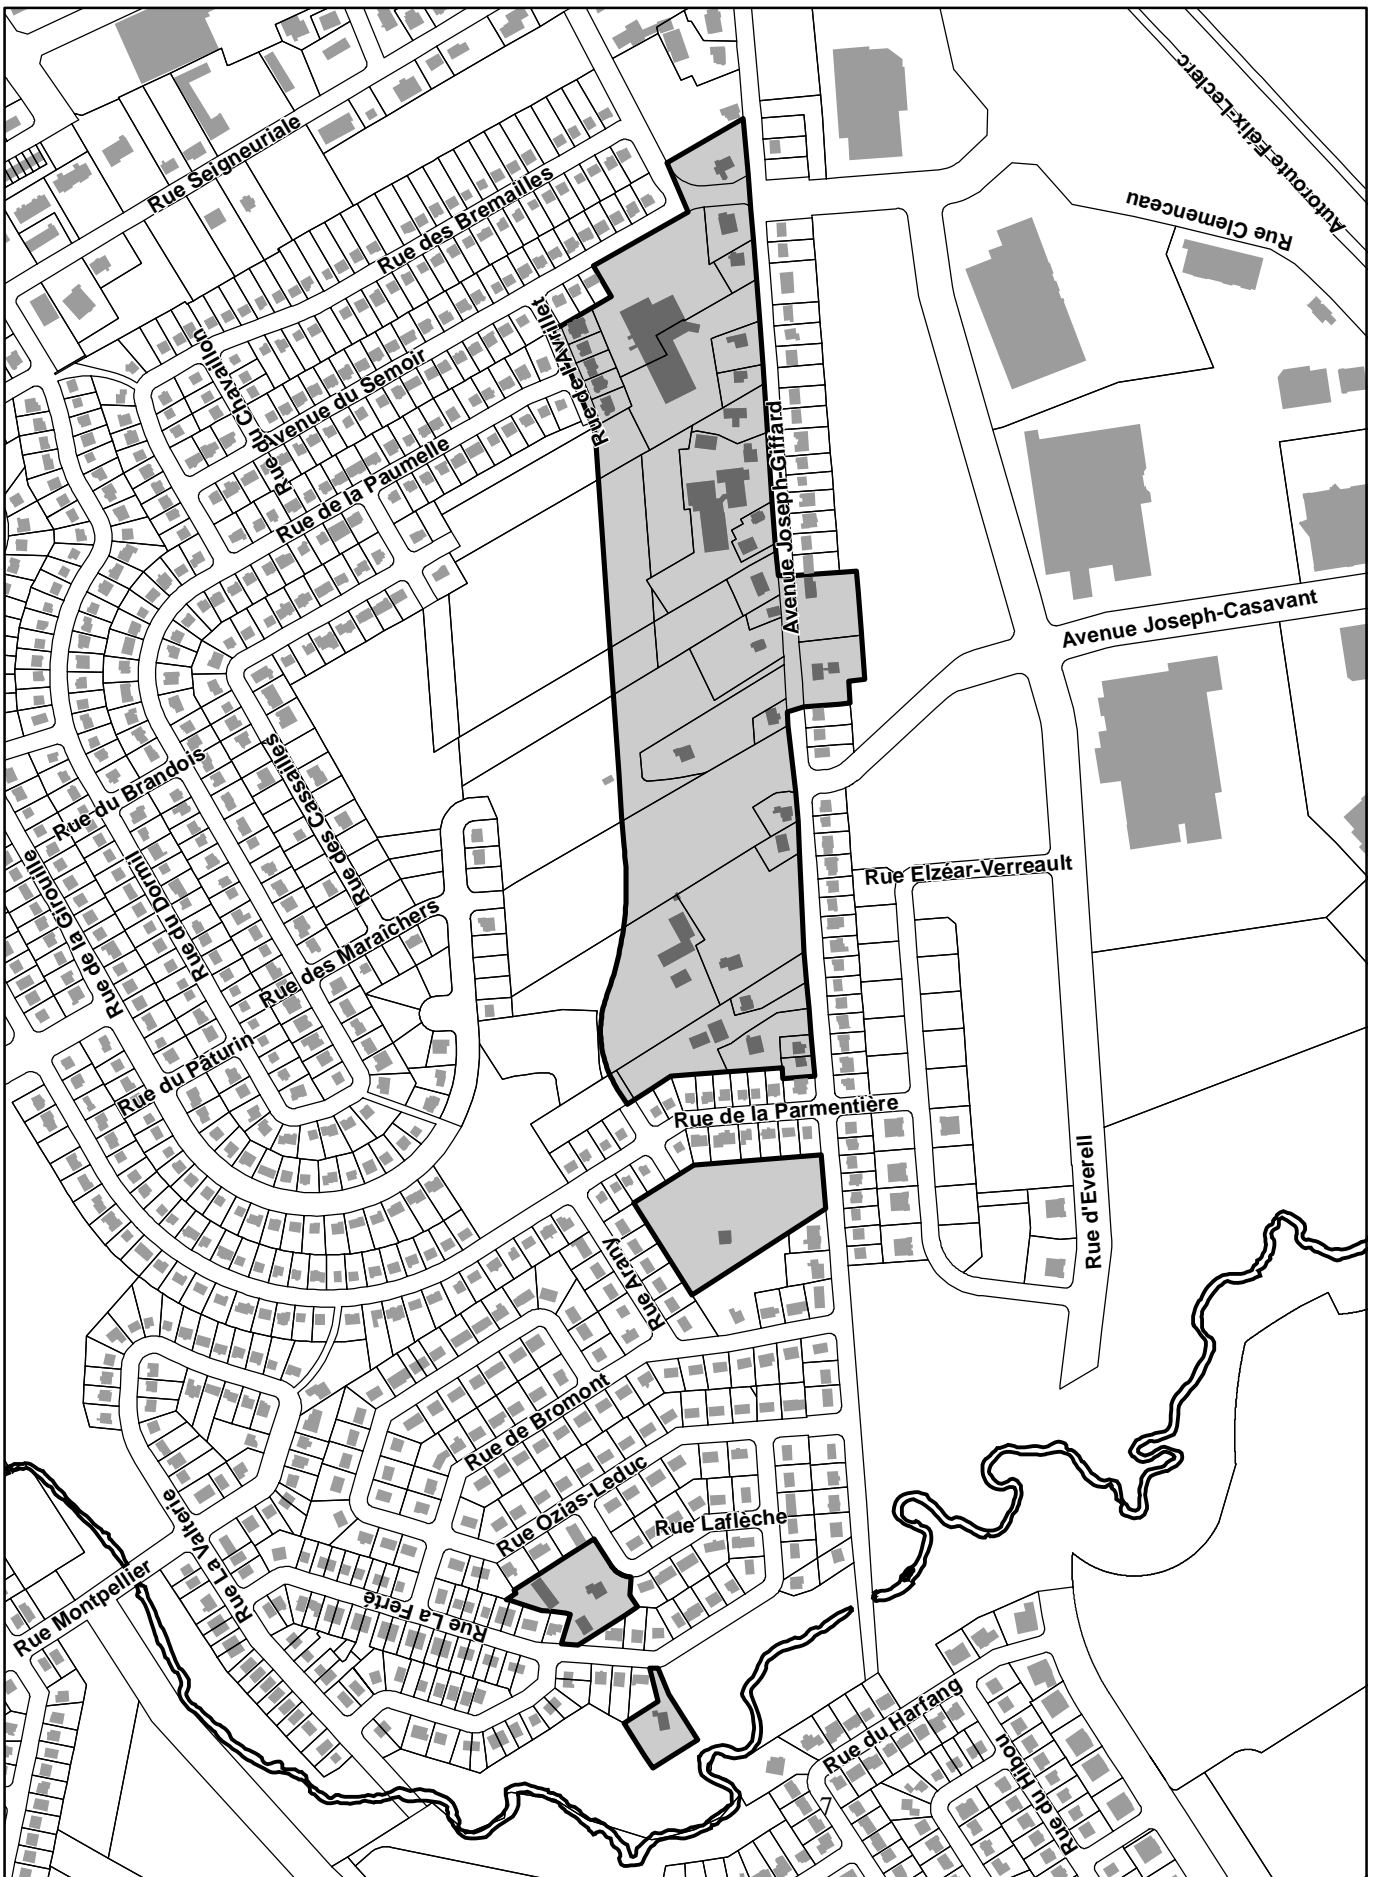 Autoroute Félix-Leclerc
Rue Seigneuriale
Rue Clemenceau
Rue des Bremailles
Rue de l'Avrillet
Rue du Chavaillon
Avenue du Semoir
Rue de la Paumelle
Avenue Joseph-Giffard
Avenue Joseph-Casavant
Rue du Brandois
Rue des Cassailles
Rue de la Girouille
Rue du Dormil
Rue Elzéar-Verreault
Rue des Maraîchers
Rue du Pâturin
Rue de la Parmentière
Rue d'Everell
Rue Arany
Rue de Bromont
Rue Ozias-Leduc
Rue Laflèche
Rue La Valterie
Rue Montpellier
Rue La Ferté
Rue du Harfang
Rue du Hibou
7